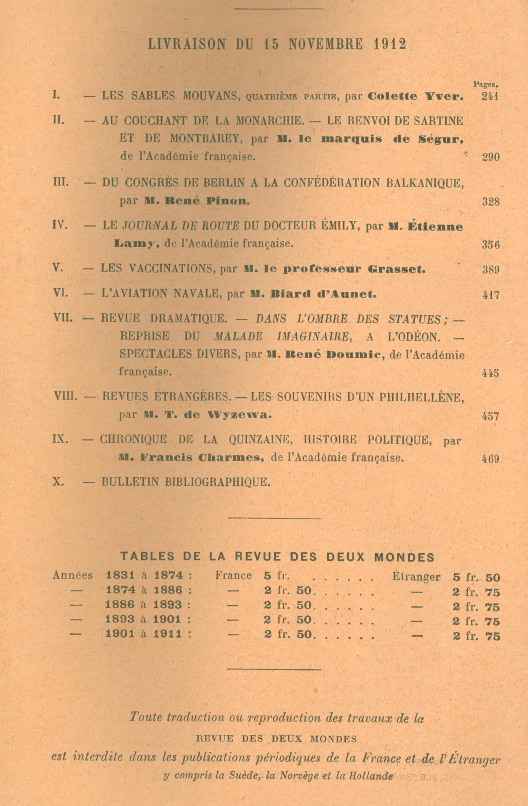 LIVRAISON DU 15 NOVEMBRE 1912
Pages.
I. — LES SABLES MOUVANS, QUATRIÈME PARTIE, par Colette Yver. 241
II. — AU COUCHANT DE LA MONARCHIE. — LE RENVOI DE SARTINE
ET DE MONTBAREY, par M. le marquis de Ségur,
de l'Académie française. 290
III. — DU CONGRÈS DE BERLIN A LA CONFÉDÉRATION BALKANIQUE,
par M. René Pinon. 328
IV. — LE JOURNAL DE ROUTE DU DOCTEUR ÉMILY, par M. Étienne
Lamy, de l'Académie française. 356
V. — LES VACCINATIONS, par M. le professeur Grasset. 389
VI. — L'AVIATION NAVALE, par M. Biard d'Aunet. 417
VII. — REVUE DRAMATIQUE. — DANS L'OMBRE DES STATUES; —
REPRISE DU MALADE IMAGINAIRE, A L'ODÉON. —
SPECTACLES DIVERS, par M. René Doumic, de l'Académie
française. 445
VIII. — REVUES ÉTRANGÈRES. — LES SOUVENIRS D'UN PHILHELLÈNE,
par M. T. de Wyzewa. 457
IX. — CHRONIQUE DE LA QUINZAINE, HISTOIRE POLITIQUE, par
M. Francis Charmes, de l'Académie française. 469
X. — BULLETIN BIBLIOGRAPHIQUE.
TABLES DE LA REVUE DES DEUX MONDES
Années 1831 à 1874 : France 5 fr. . . . . . . Étranger 5 fr. 50
— 1874 à 1886 : — 2 fr. 50. . . . . . — 2 fr. 75
— 1886 à 1893 : — 2 fr. 50. . . . . . — 2 fr. 75
— 1893 à 1901 : — 2 fr. 50. . . . . . — 2 fr. 75
— 1901 à 1911 : — 2 fr. 50. . . . . . — 2 fr. 75
Toute traduction ou reproduction des travaux de la
REVUE DES DEUX MONDES
est interdite dans les publications périodiques de la France et de l'Étranger
y compris la Suède, la Norvège et la Hollande